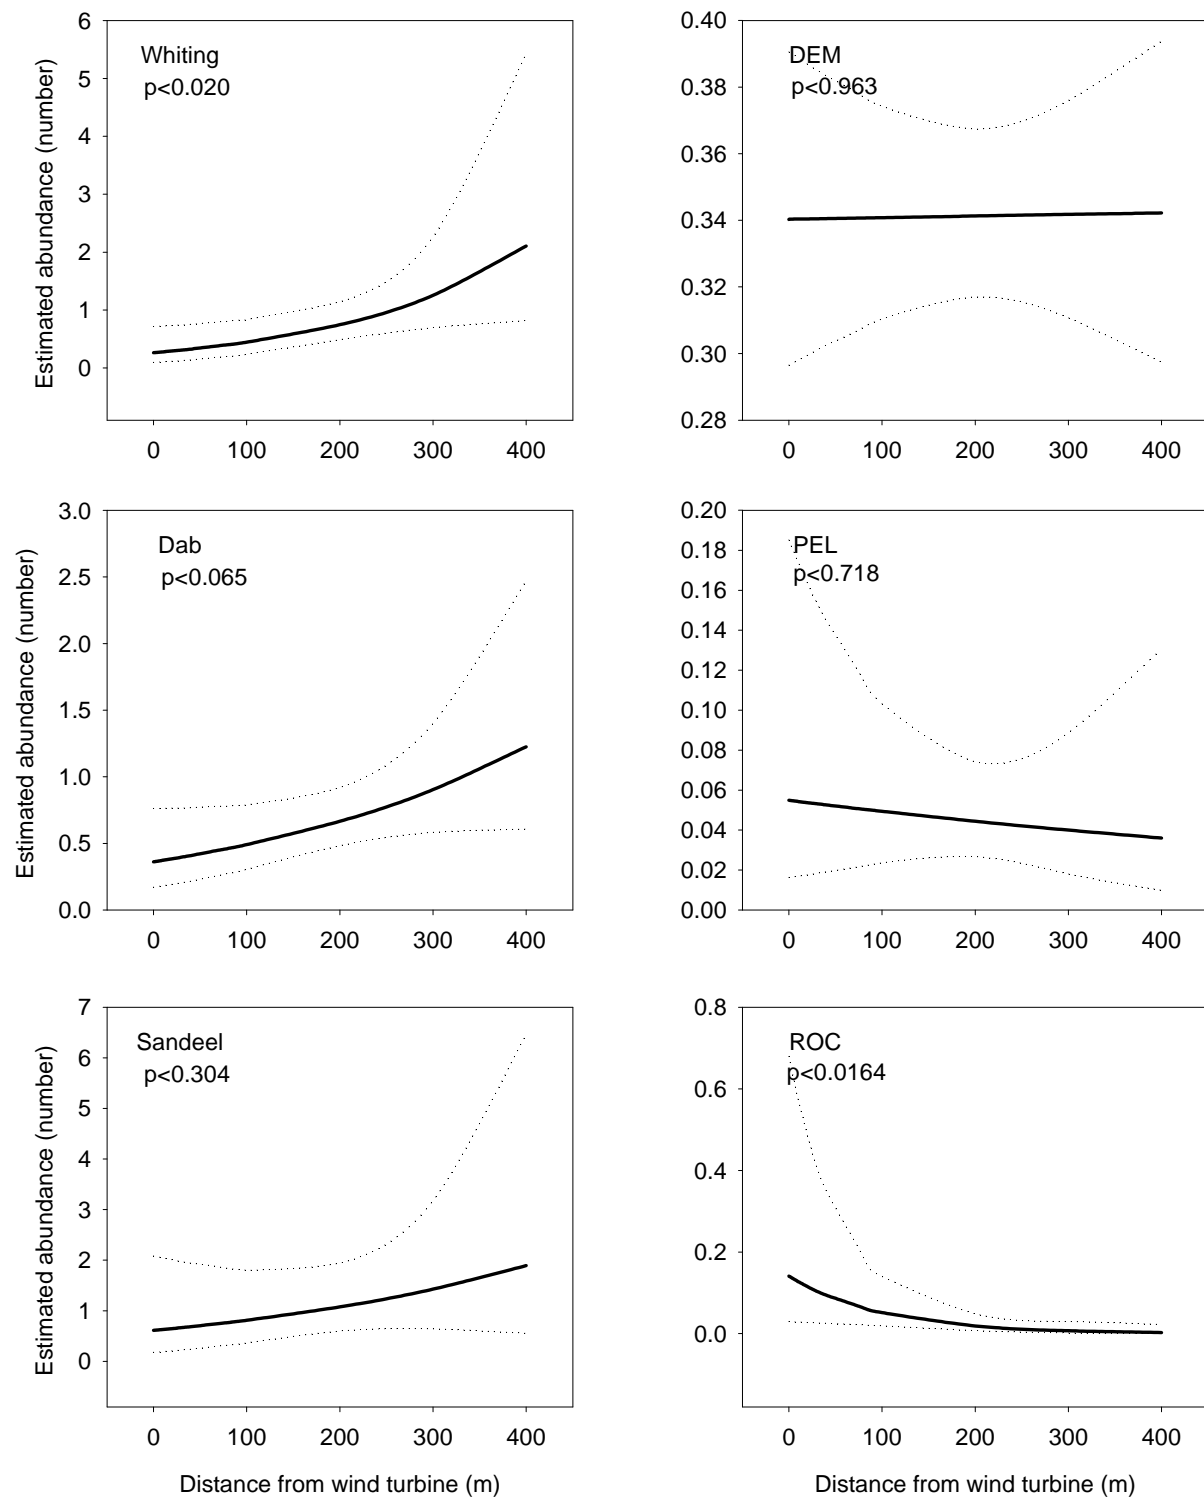 Whiting
p<0.020
6
5
4
3
2
1
0
Estimated abundance (number)
0 100 200 300 400
DEM
p<0.963
0.40
0.38
0.36
0.34
0.32
0.30
0.28
0 100 200 300 400
Dab
p<0.065
3.0
2.5
2.0
1.5
1.0
0.5
0.0
Estimated abundance (number)
0 100 200 300 400
PEL
p<0.718
0.20
0.18
0.16
0.14
0.12
0.10
0.08
0.06
0.04
0.02
0.00
0 100 200 300 400
Sandeel
p<0.304
7
6
5
4
3
2
1
0
Estimated abundance (number)
0 100 200 300 400
Distance from wind turbine (m)
ROC
p<0.0164
0.8
0.6
0.4
0.2
0.0
0 100 200 300 400
Distance from wind turbine (m)